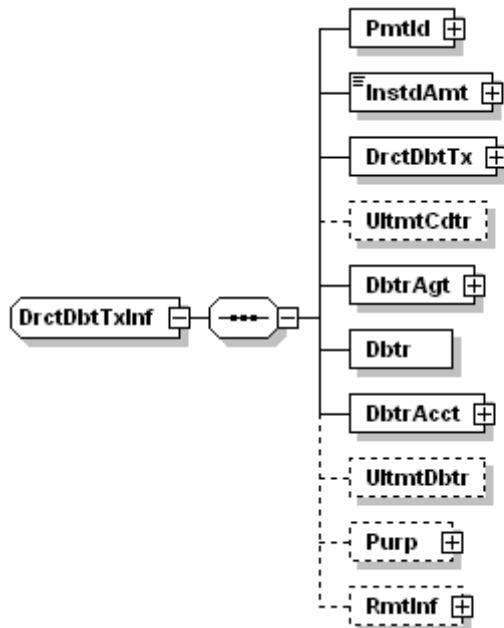 PmtId
InstdAmt
DrctDbtTx
UltmtCdtr
DbtrAgt
DrctDbtTxInf
Dbtr
DbtrAcct
UltmtDbtr
Purp
RmtInf